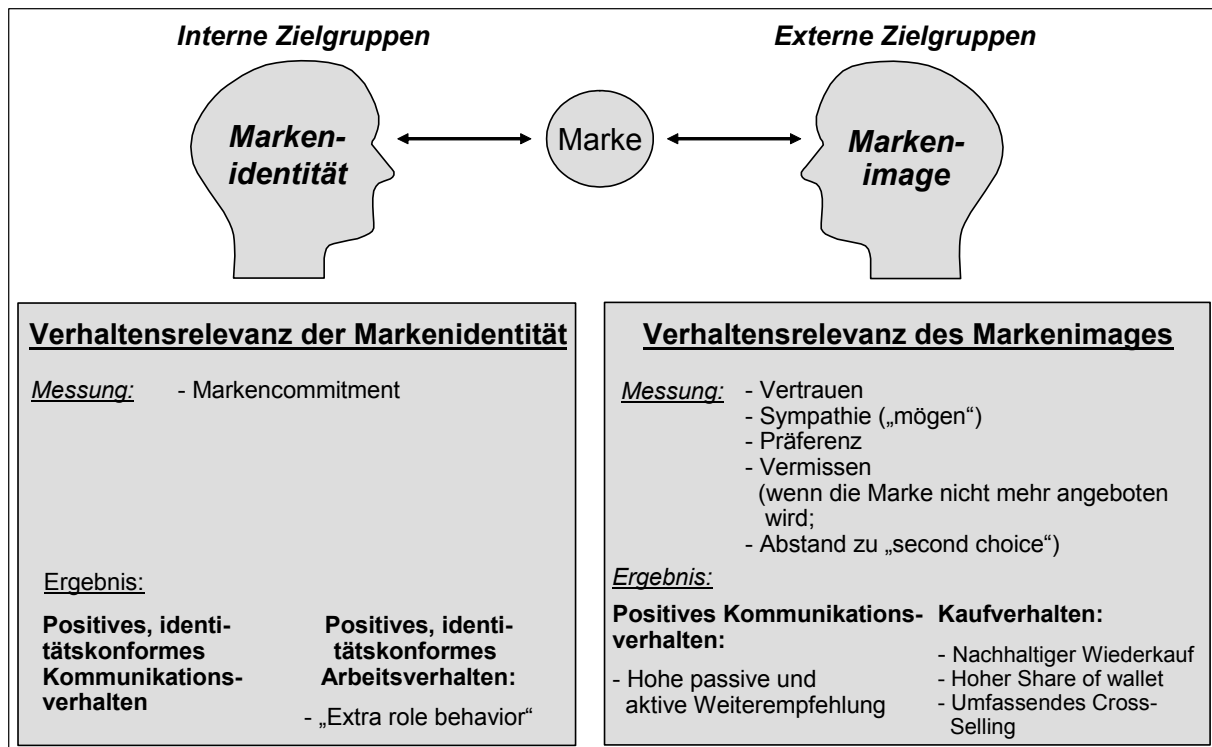 Interne Zielgruppen
Externe Zielgruppen
Marken-
identität
Marke
Marken-
image
Verhaltensrelevanz der Markenidentität
Messung: - Markencommitment
Ergebnis:
Positives, identi-
tätskonformes
Kommunikations-
verhalten
Positives, identi-
tätskonformes
Arbeitsverhalten:
- „Extra role behavior“
Verhaltensrelevanz des Markenimages
Messung: - Vertrauen
- Sympathie („mögen“)
- Präferenz
- Vermissen
(wenn die Marke nicht mehr angeboten
wird;
- Abstand zu „second choice“)
Ergebnis:
Positives Kommunikations-
verhalten:
- Hohe passive und
aktive Weiterempfehlung
Kaufverhalten:
- Nachhaltiger Wiederkauf
- Hoher Share of wallet
- Umfassendes Cross-
Selling